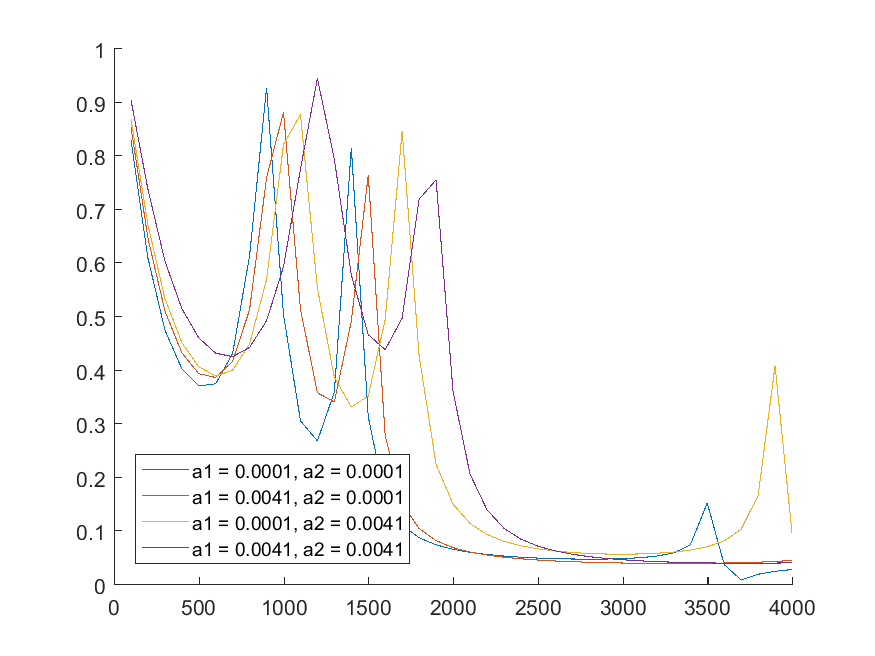 1
0.9
0.8
0.7
0.6
0.5
0.4
0.3
0.2
0.1
0
a1 = 0.0001, a2 = 0.0001
a1 = 0.0041, a2 = 0.0001
a1 = 0.0001, a2 = 0.0041
a1 = 0.0041, a2 = 0.0041
0 500 1000 1500 2000 2500 3000 3500 4000